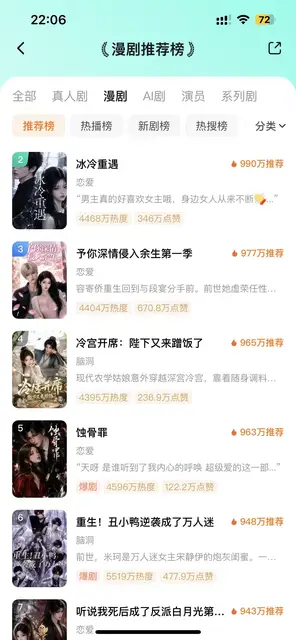 22:06
72
《漫剧推荐榜》
全部 真人剧 漫剧 AI剧 演员 系列剧
推荐榜 热播榜 新剧榜 热搜榜 分类
2
冰冷重遇
990万推荐
恋爱
“男主真的好喜欢女主哦,身边女人从来不断💊...”
4468万热度 346万点赞
3
予你深情侵入余生第一季
977万推荐
恋爱
容寄侨重生回到与段宴分手前。前世她虚荣任性...
4404万热度 670.8万点赞
4
冷宫开席:陛下又来蹭饭了
965万推荐
脑洞
现代农学姑娘意外穿越深宫冷宫,靠着随身调料...
4395万热度 236.9万点赞
5
蚀骨罪
963万推荐
恋爱
“天呀 是谁听到了我内心的呼唤 超级爱的这一部...”
爆剧 4596万热度 122.2万点赞
6
重生!丑小鸭逆袭成了万人迷
948万推荐
脑洞
前世,米珂是万人迷女主宋静伊的炮灰闺蜜。一...
爆剧 5519万热度 477.9万点赞
7
听说我死后成了反派白月光第...
943万推荐